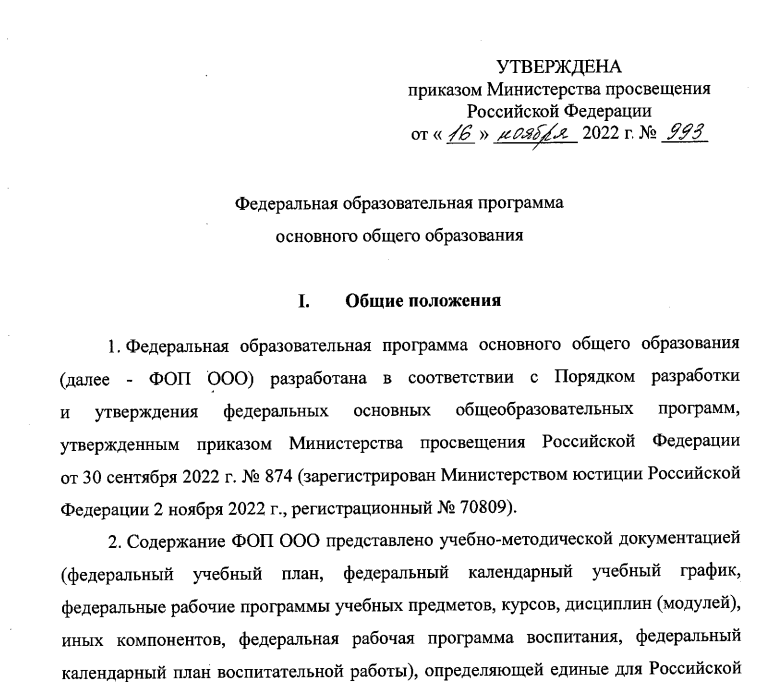 УТВЕРЖДЕНА
приказом Министерства просвещения
Российской Федерации
от « 16 » ноября 2022 г. № 993
Федеральная образовательная программа
основного общего образования
I. Общие положения
1. Федеральная образовательная программа основного общего образования
(далее - ФОП ООО) разработана в соответствии с Порядком разработки
и утверждения федеральных основных общеобразовательных программ,
утвержденным приказом Министерства просвещения Российской Федерации
от 30 сентября 2022 г. № 874 (зарегистрирован Министерством юстиции Российской
Федерации 2 ноября 2022 г., регистрационный № 70809).
2. Содержание ФОП ООО представлено учебно-методической документацией
(федеральный учебный план, федеральный календарный учебный график,
федеральные рабочие программы учебных предметов, курсов, дисциплин (модулей),
иных компонентов, федеральная рабочая программа воспитания, федеральный
календарный план воспитательной работы), определяющей единые для Российской